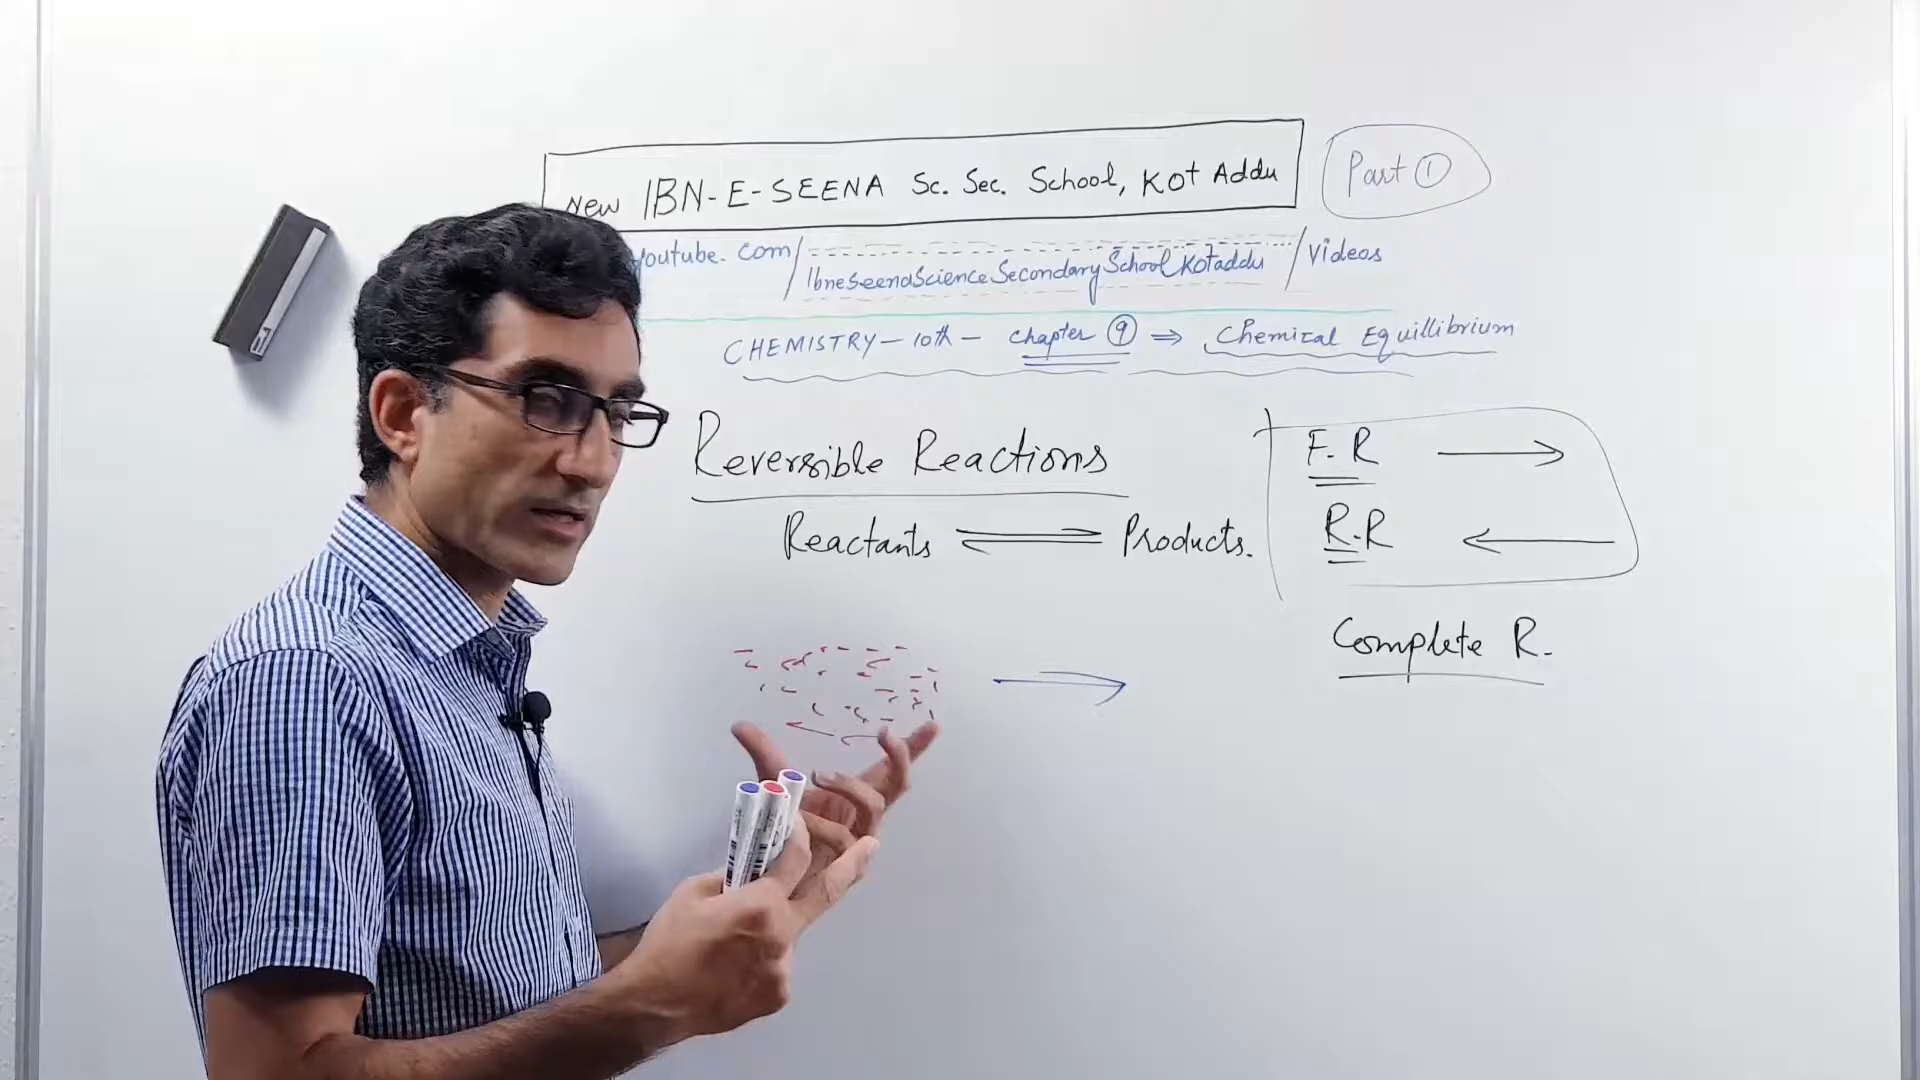 New IBN-E-SEENA Sc. Sec. School, Kot Addu
Part ①
youtube.com/IbneSeenaScienceSecondarySchoolKotaddu/videos
CHEMISTRY – 10th – Chapter ⑨ ⇒ Chemical Equillibrium
Reversible Reactions
Reactants ⇌ Products.
F.R →
R.R ←
Complete R.